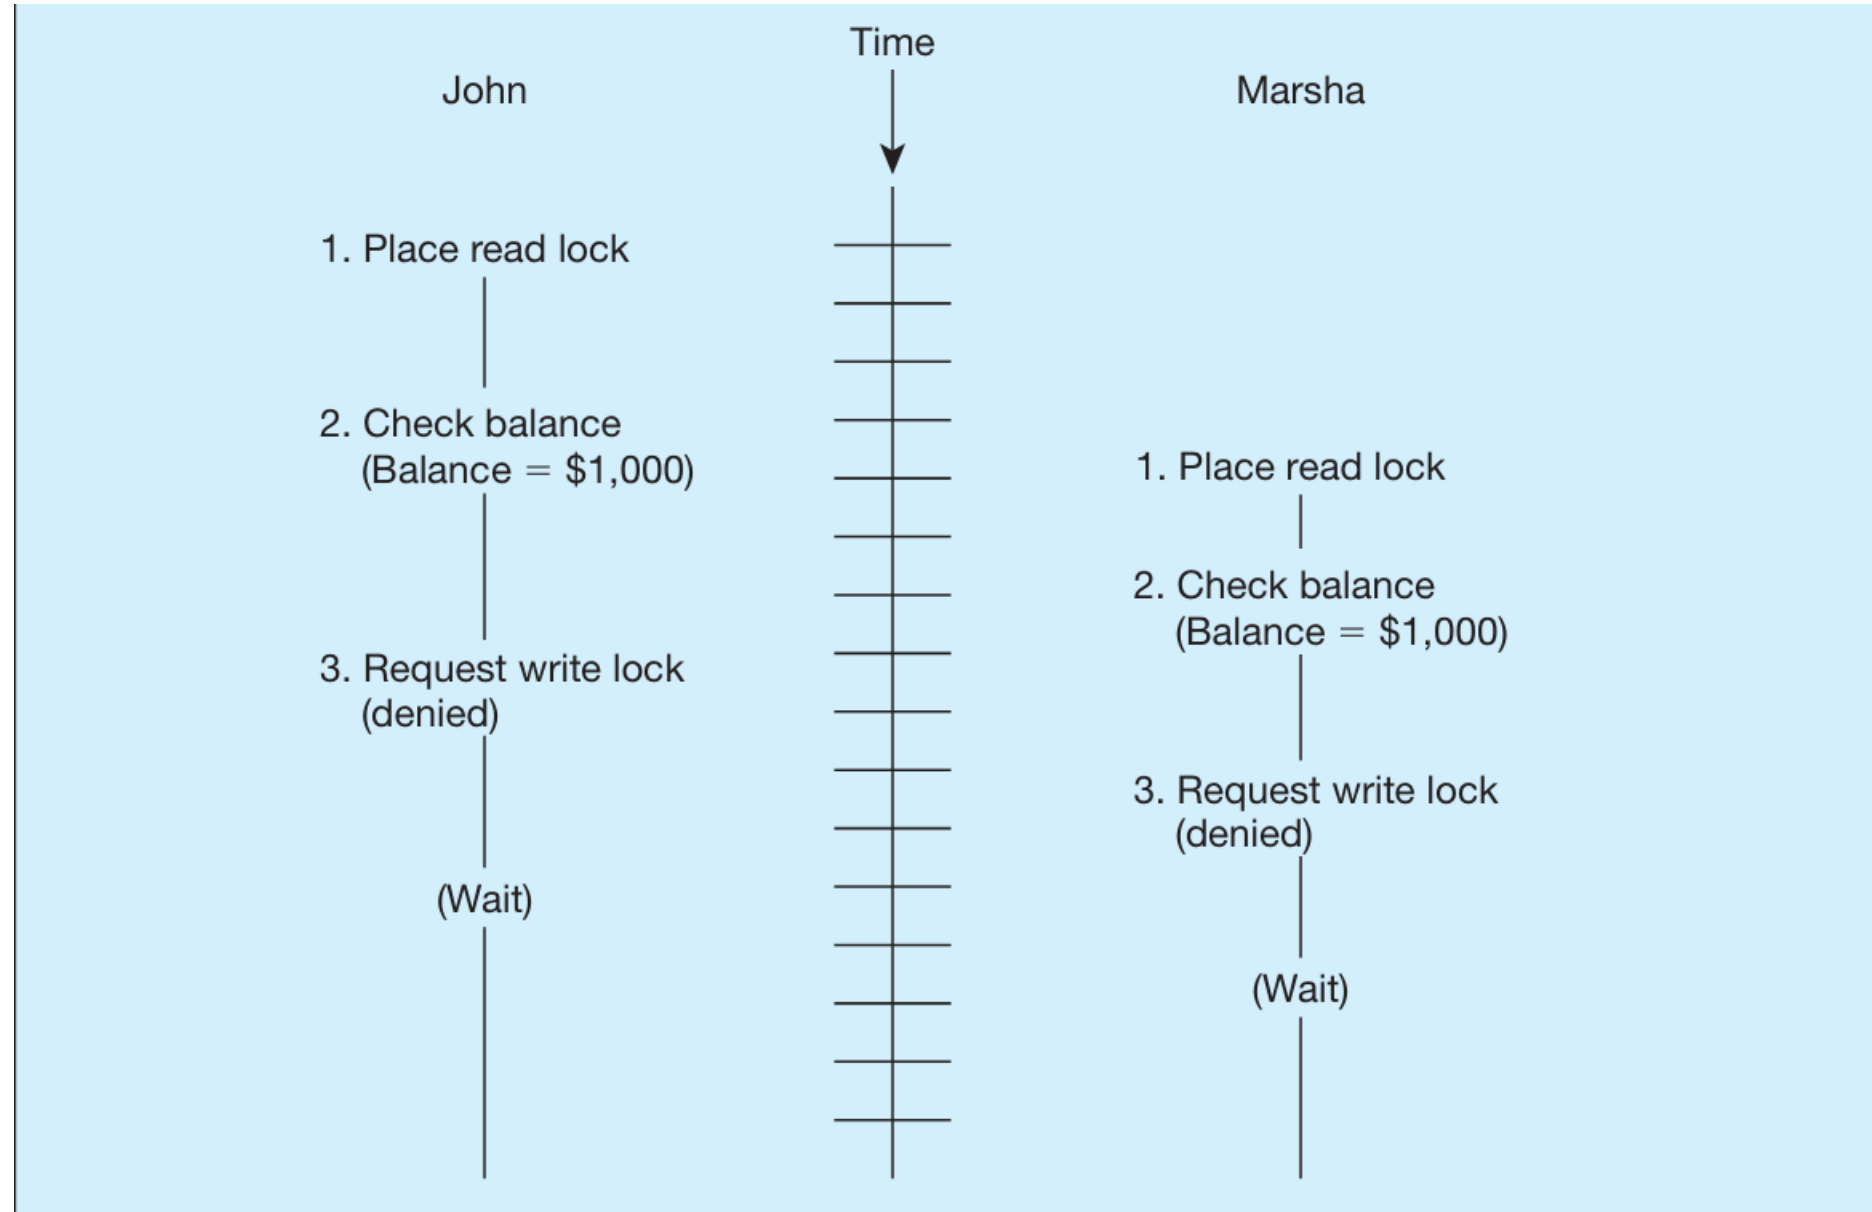 Time
John
Marsha
1. Place read lock
2. Check balance
(Balance = $1,000)
3. Request write lock
(denied)
(Wait)
1. Place read lock
2. Check balance
(Balance = $1,000)
3. Request write lock
(denied)
(Wait)